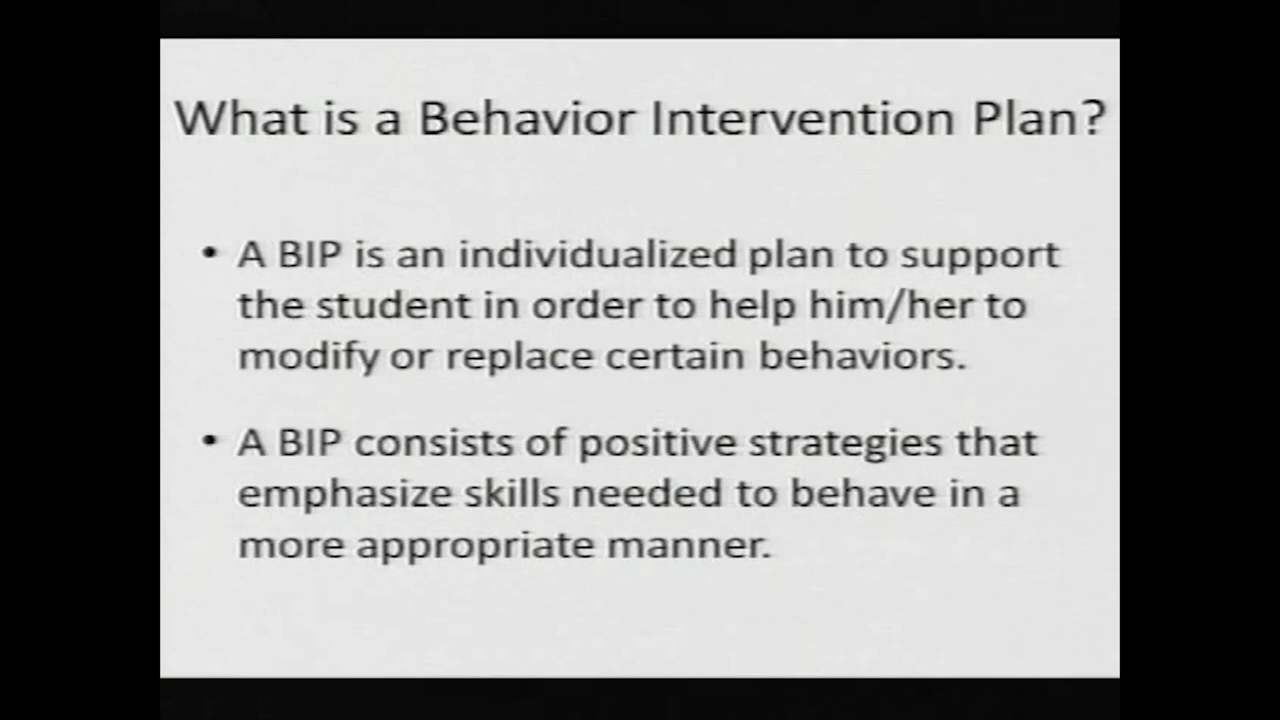 What is a Behavior Intervention Plan?
• A BIP is an individualized plan to support
the student in order to help him/her to
modify or replace certain behaviors.
• A BIP consists of positive strategies that
emphasize skills needed to behave in a
more appropriate manner.